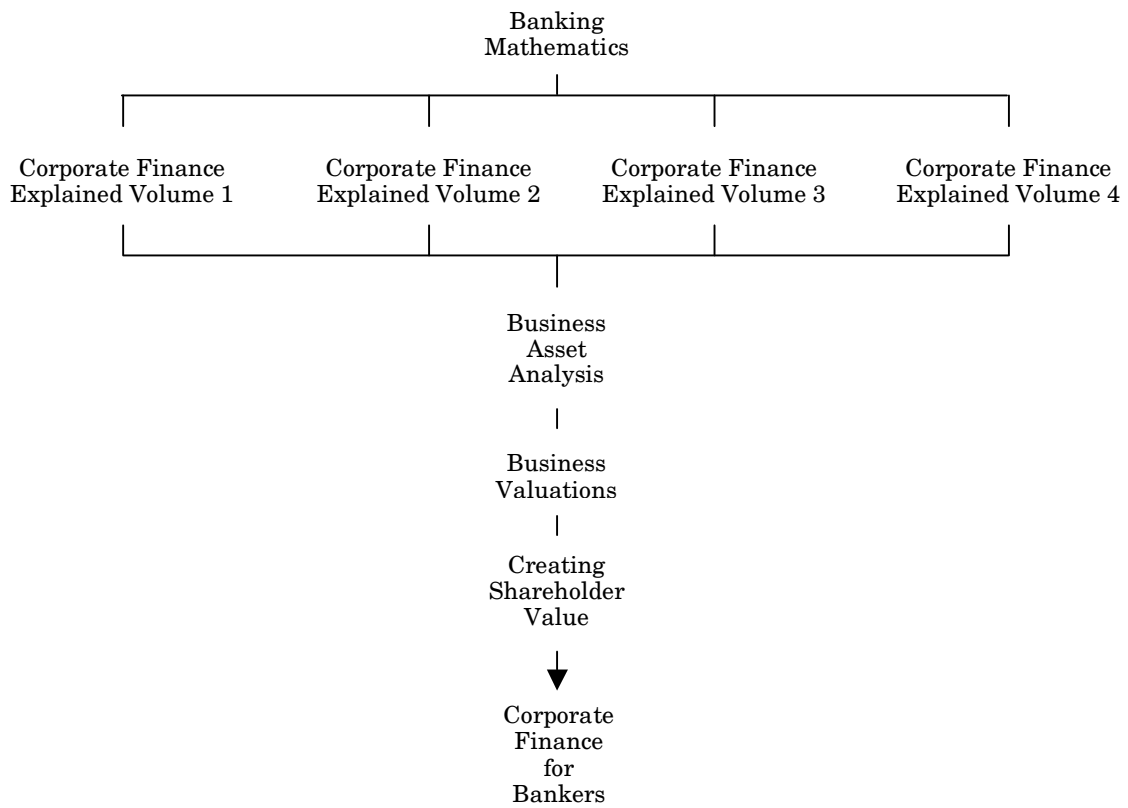 Banking
Mathematics
Corporate Finance
Explained Volume 1
Corporate Finance
Explained Volume 2
Corporate Finance
Explained Volume 3
Corporate Finance
Explained Volume 4
Business
Asset
Analysis
Business
Valuations
Creating
Shareholder
Value
Corporate
Finance
for
Bankers